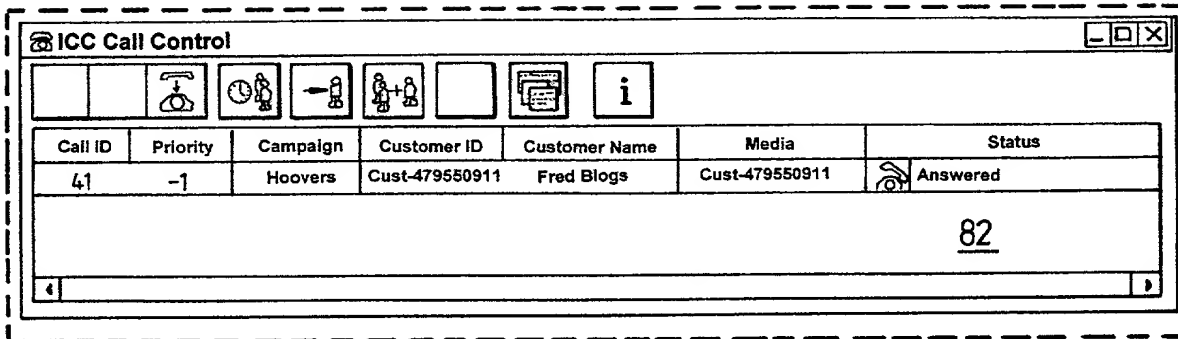 ICC Call Control
i
Call ID Priority Campaign Customer ID Customer Name Media Status
41 -1 Hoovers Cust-479550911 Fred Blogs Cust-479550911 Answered
82